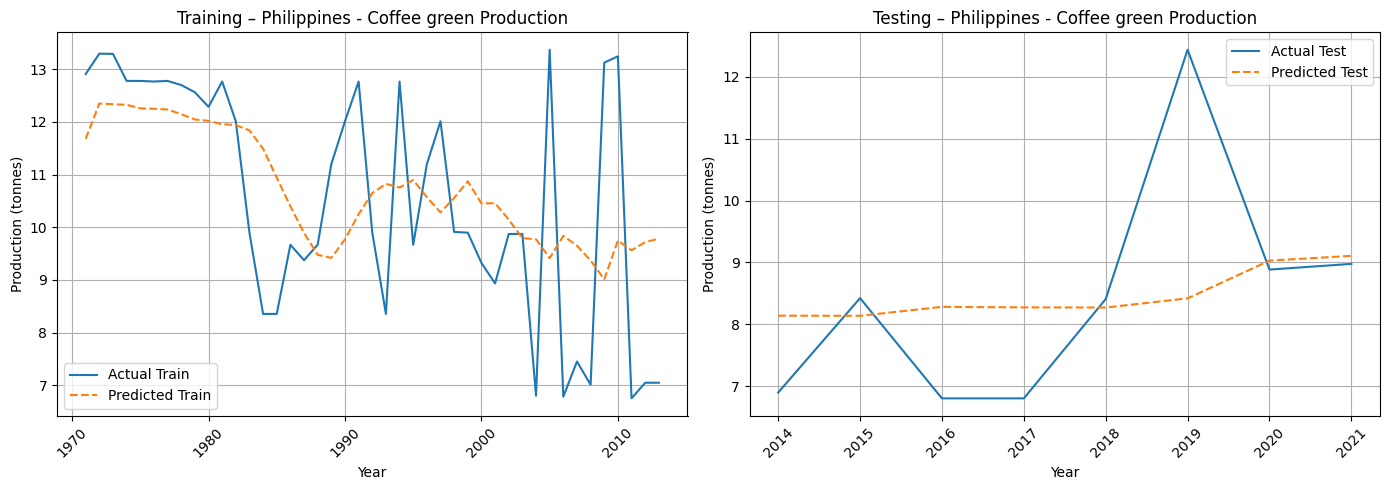 Training – Philippines - Coffee green Production
Production (tonnes)
13
12
11
10
9
8
7
Actual Train
Predicted Train
1970
1980
1990
2000
2010
Year
Testing – Philippines - Coffee green Production
Production (tonnes)
12
11
10
9
8
7
Actual Test
Predicted Test
2014
2015
2016
2017
2018
2019
2020
2021
Year